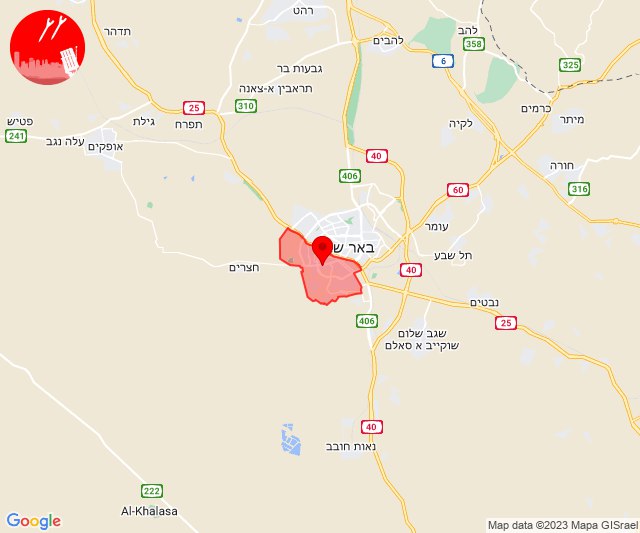 רהט
להב
358
תדהר
להבים
6
325
גבעות בר
תראבין א-צאנה
כרמים
מיתר
25
310
פטיש
גילת
תפרח
לקיה
241
עלה נגב
אופקים
40
חורה
406
60
316
עומר
באר ש
תל שבע
חצרים
40
נבטים
406
25
שגב שלום
שוקייב א סאלם
40
נאות חובב
222
Al-Khalasa
Google
Map data ©2023 Mapa GISrael